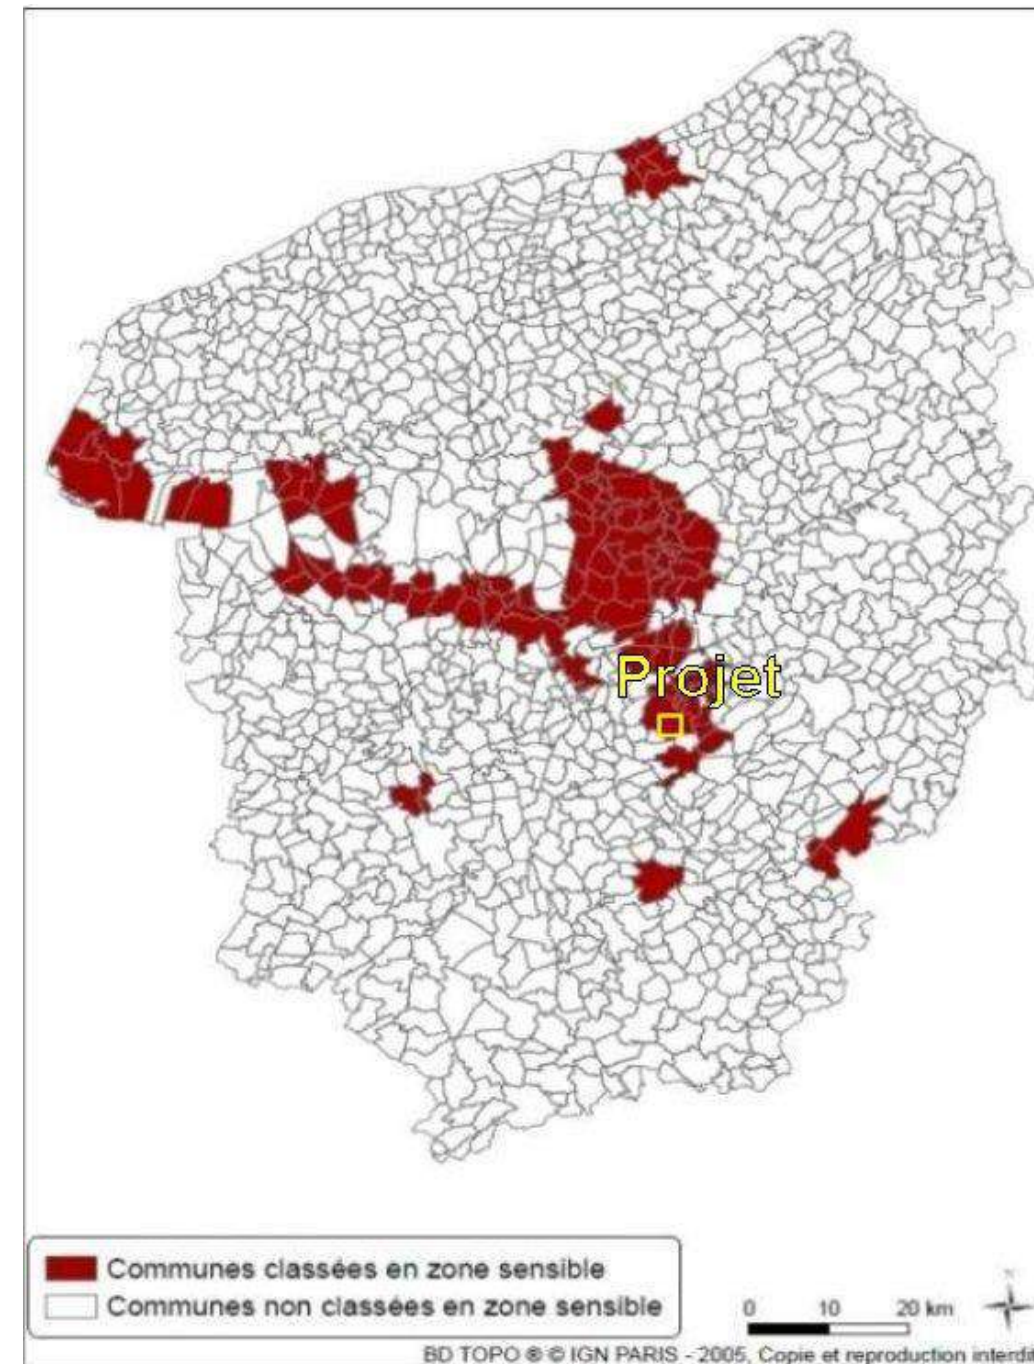 Projet
Communes classées en zone sensible
Communes non classées en zone sensible
0 10 20 km
BD TOPO ® © IGN PARIS - 2005, Copie et reproduction interdit